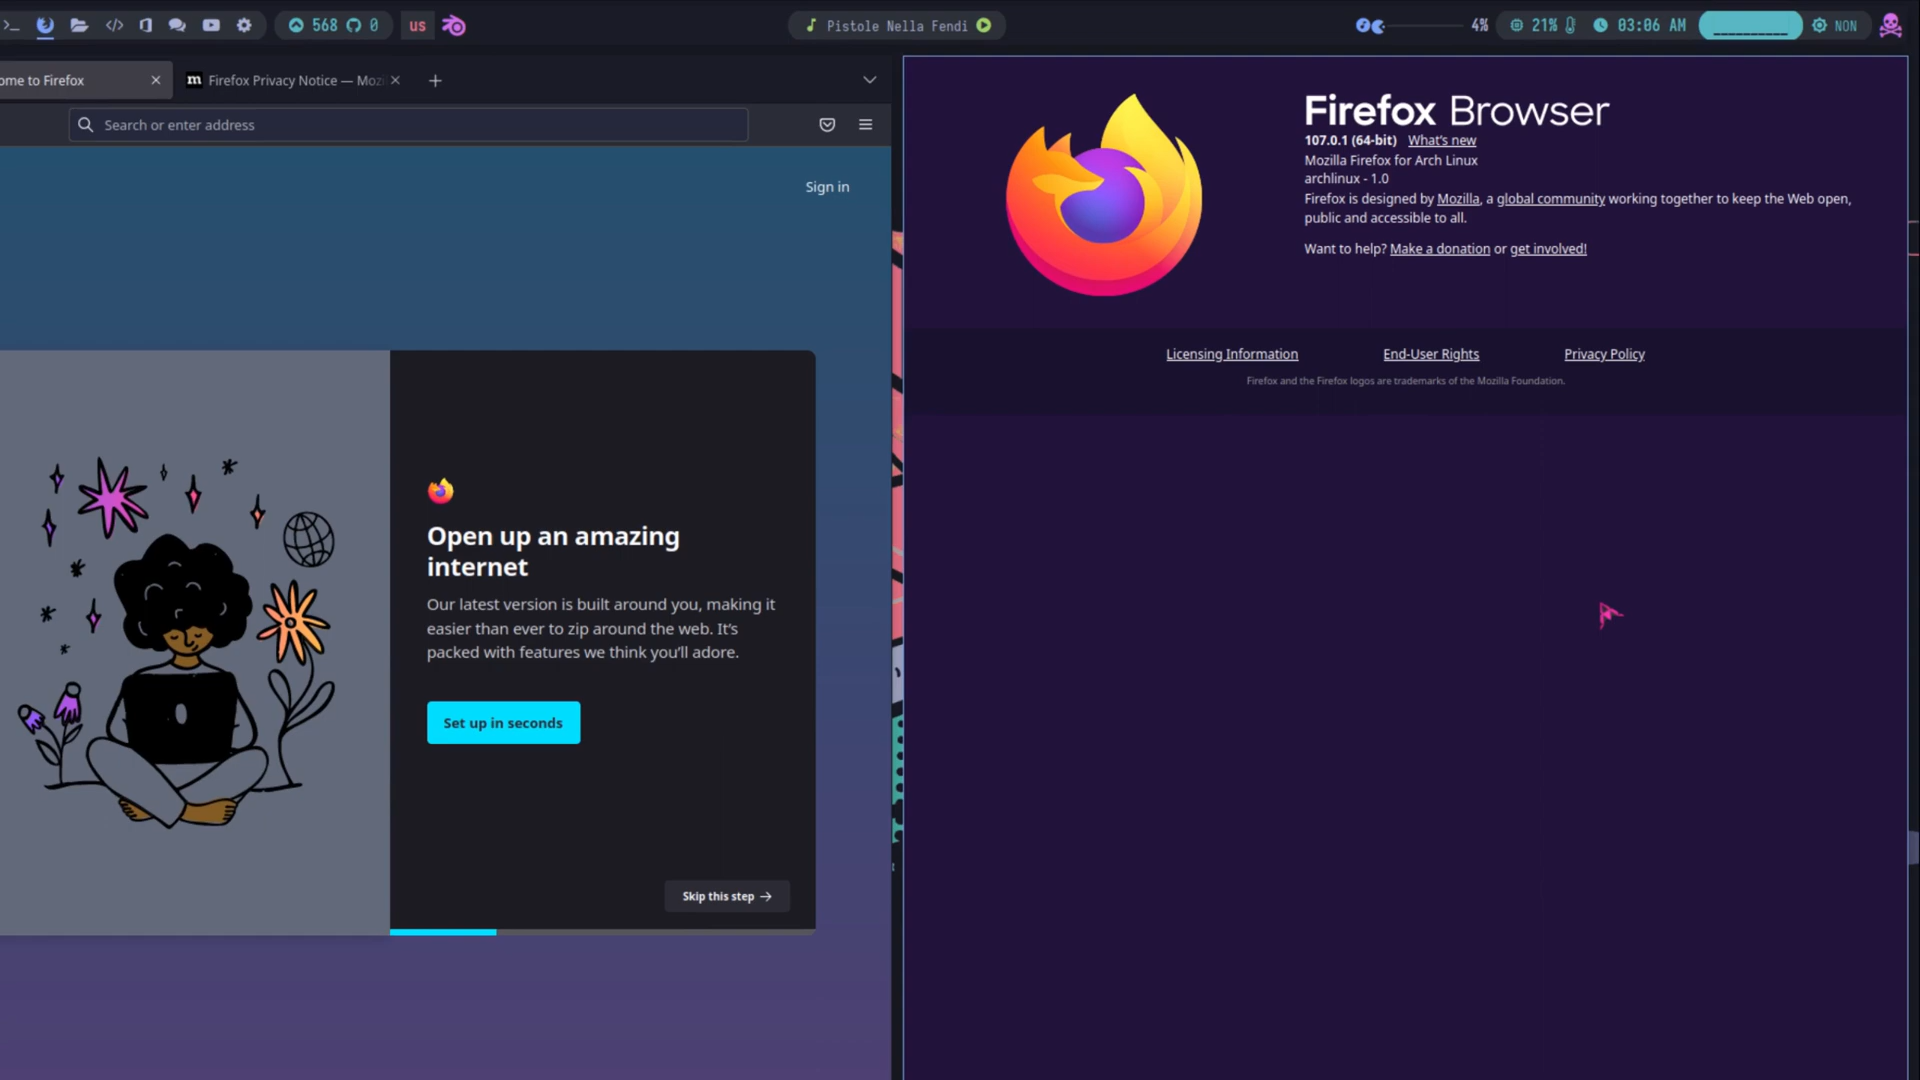 568 0 us
Pistole Nella Fendi
4% 21% 03:06 AM NON
ome to Firefox
Firefox Privacy Notice — Moz
Search or enter address
Sign in
Open up an amazing
internet
Our latest version is built around you, making it
easier than ever to zip around the web. It's
packed with features we think you'll adore.
Set up in seconds
Skip this step
Firefox Browser
107.0.1 (64-bit) What's new
Mozilla Firefox for Arch Linux
archlinux - 1.0
Firefox is designed by Mozilla, a global community working together to keep the Web open,
public and accessible to all.
Want to help? Make a donation or get involved!
Licensing Information End-User Rights Privacy Policy
Firefox and the Firefox logos are trademarks of the Mozilla Foundation.